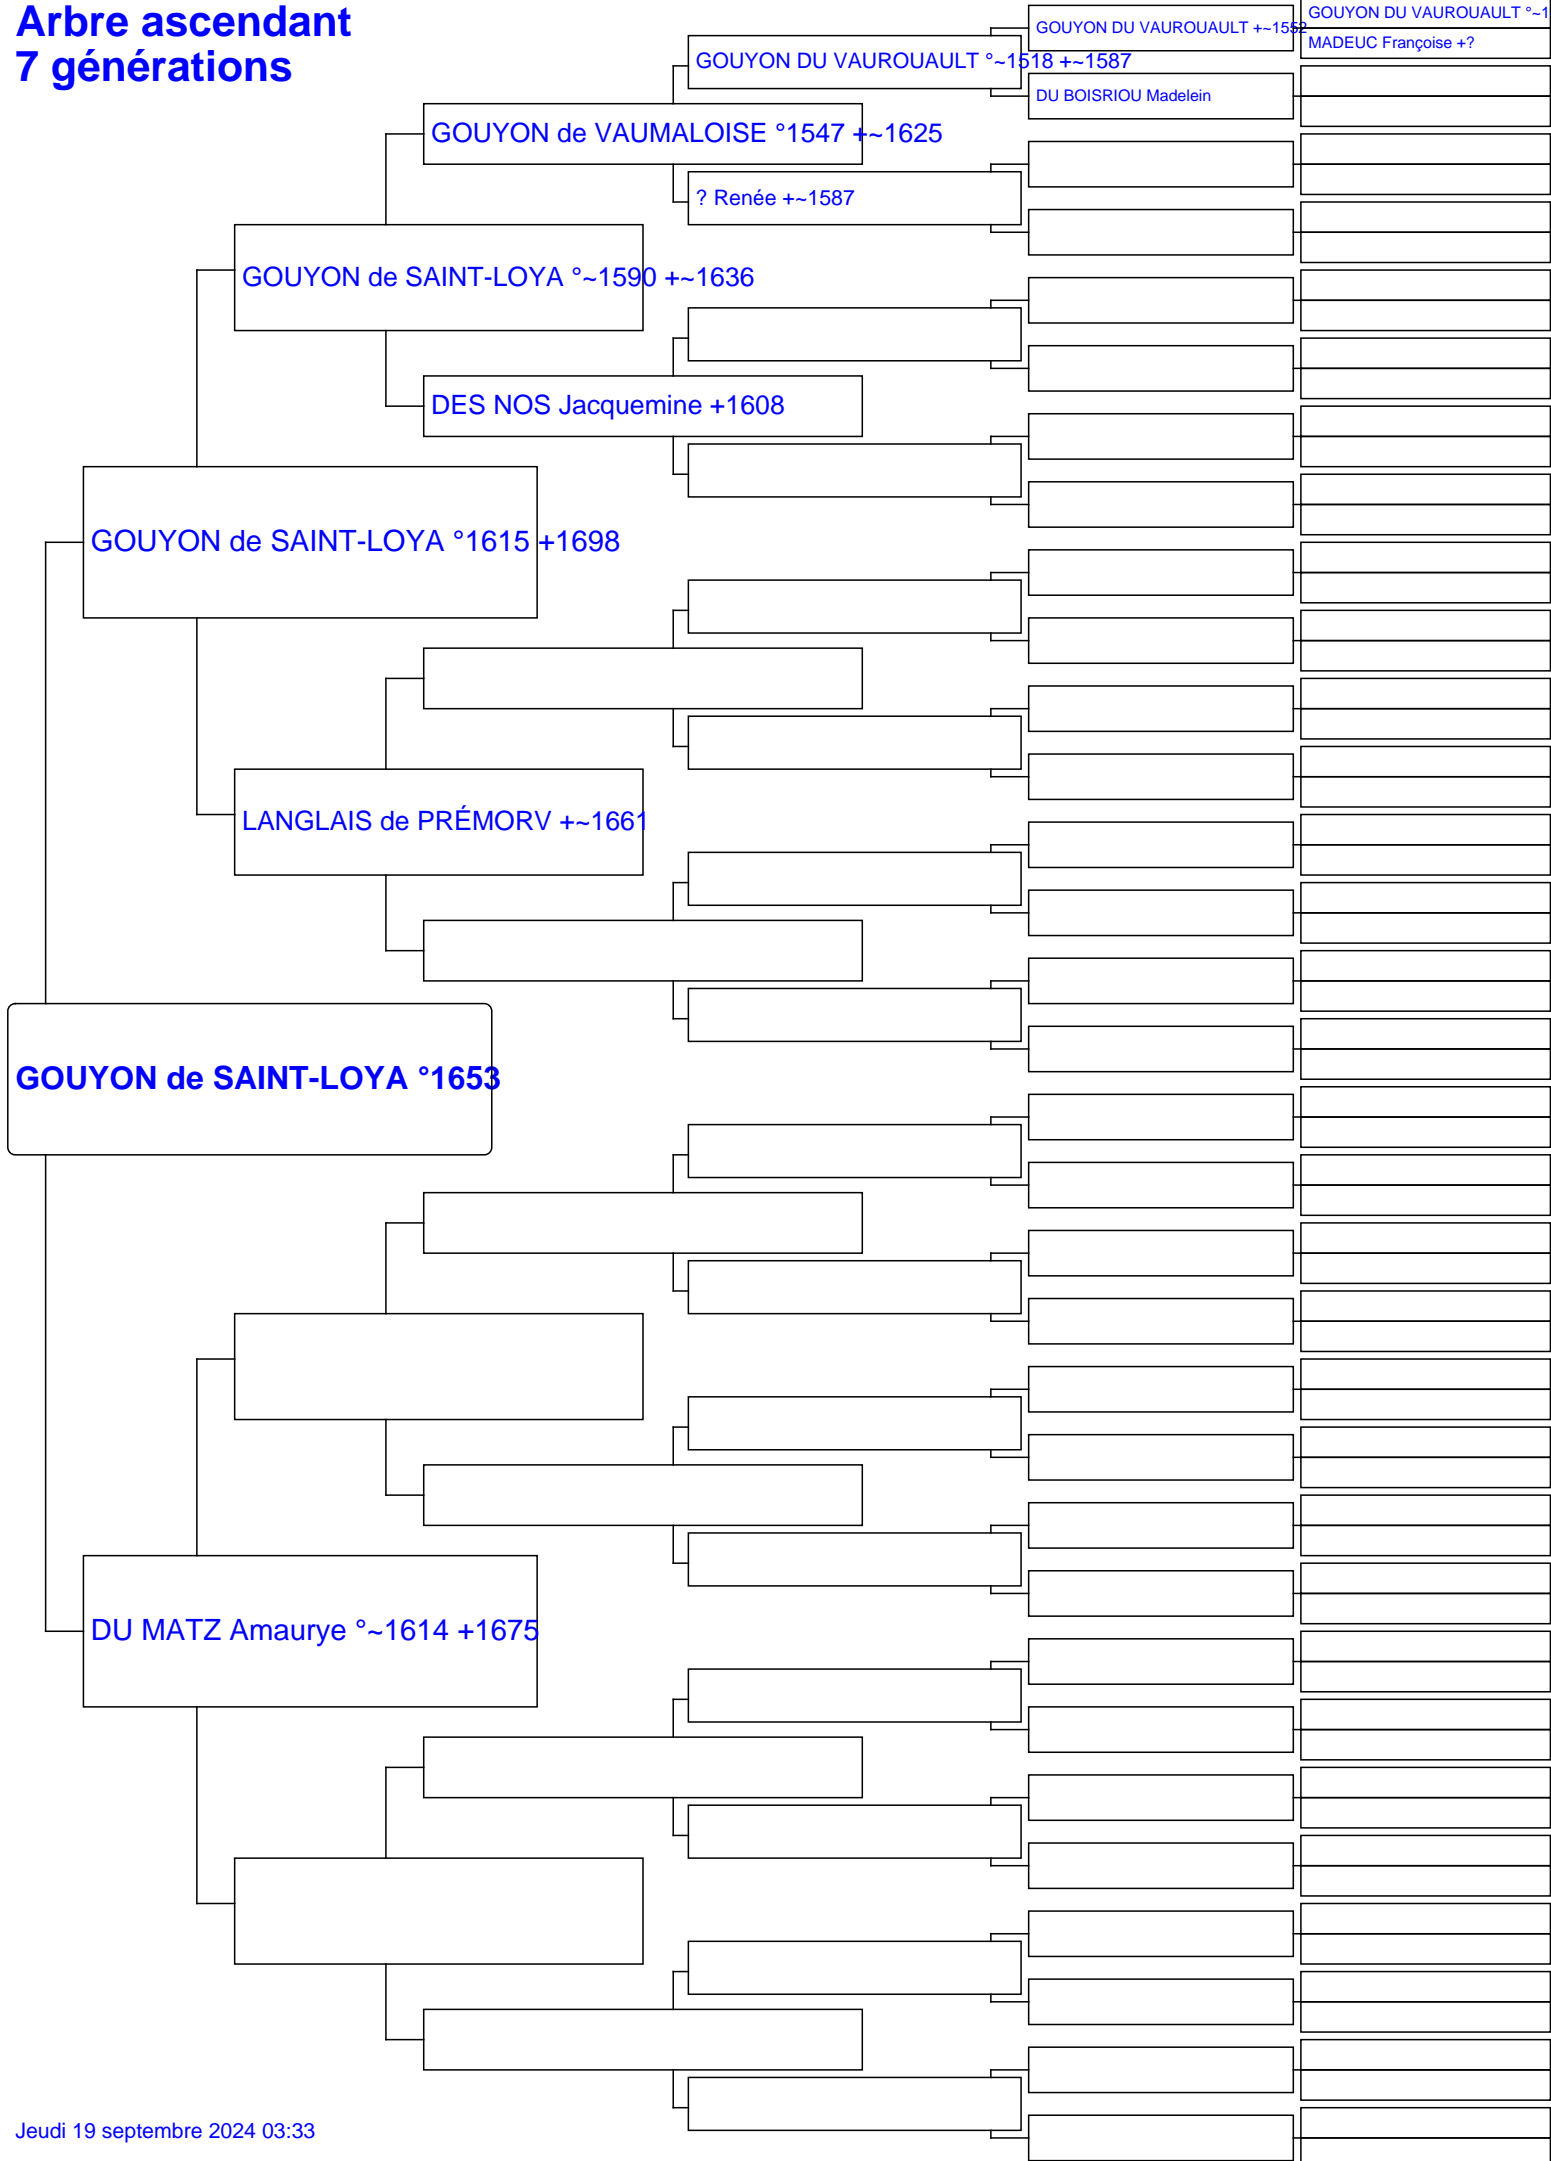 Arbre ascendant
7 générations
GOUYON DU VAUROUAULT °~1
MADEUC Françoise +?
GOUYON DU VAUROUAULT +~1552
GOUYON DU VAUROUAULT °~1518 +~1587
DU BOISRIOU Madelein
GOUYON de VAUMALOISE °1547 +~1625
? Renée +~1587
GOUYON de SAINT-LOYA °~1590 +~1636
DES NOS Jacquemine +1608
GOUYON de SAINT-LOYA °1615 +1698
LANGLAIS de PRÉMORV +~1661
GOUYON de SAINT-LOYA °1653
DU MATZ Amaurye °~1614 +1675
Jeudi 19 septembre 2024 03:33